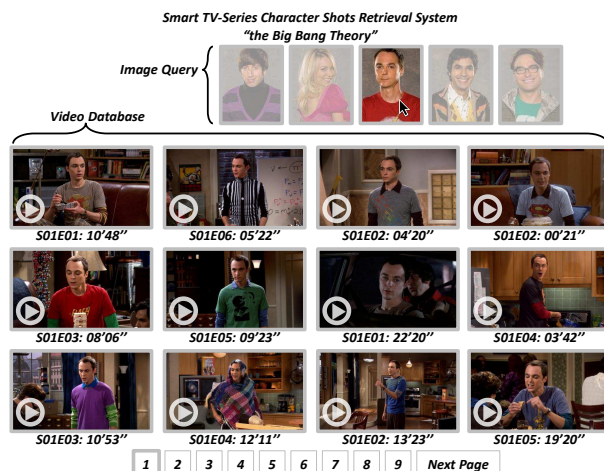 Smart TV-Series Character Shots Retrieval System
“the Big Bang Theory”
Image Query
Video Database
S01E01: 10’48’’ S01E06: 05’22’’ S01E02: 04’20’’ S01E02: 00’21’’
S01E03: 08’06’’ S01E05: 09’23’’ S01E01: 22’20’’ S01E04: 03’42’’
S01E03: 10’53’’ S01E04: 12’11’’ S01E02: 13’23’’ S01E05: 19’20’’
1 2 3 4 5 6 7 8 9 Next Page